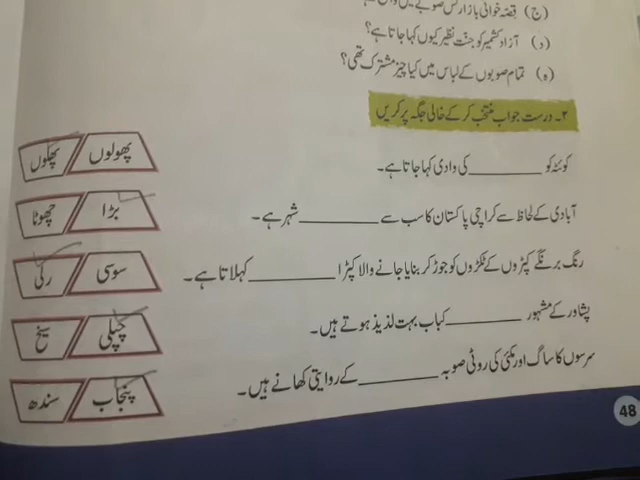 (ج) قصّہ خوانی بازار کس صوبے میں
(د) آزاد کشمیر کو جنت نظیر کیوں کہا جاتا ہے؟
(ہ) تمام صوبوں کے لباس میں کیا چیز مشترک تھی؟
۲۔ درست جواب منتخب کر کے خالی جگہ پر کریں
کوئٹہ کو ________ کی وادی کہا جاتا ہے۔ پھولوں پھلوں
آبادی کے لحاظ سے کراچی پاکستان کا سب سے ________ شہر ہے۔ بڑا چھوٹا
رنگ برنگے کپڑوں کے ٹکڑوں کو جوڑ کر بنایا جانے والا کپڑا ________ کہلاتا ہے۔ سوسی رلی
پشاور کے مشہور ________ کباب بہت لذیذ ہوتے ہیں۔ چپلی سیخ
سرسوں کا ساگ اور مکئی کی روٹی صوبہ ________ کے روایتی کھانے ہیں۔ پنجاب سندھ
48